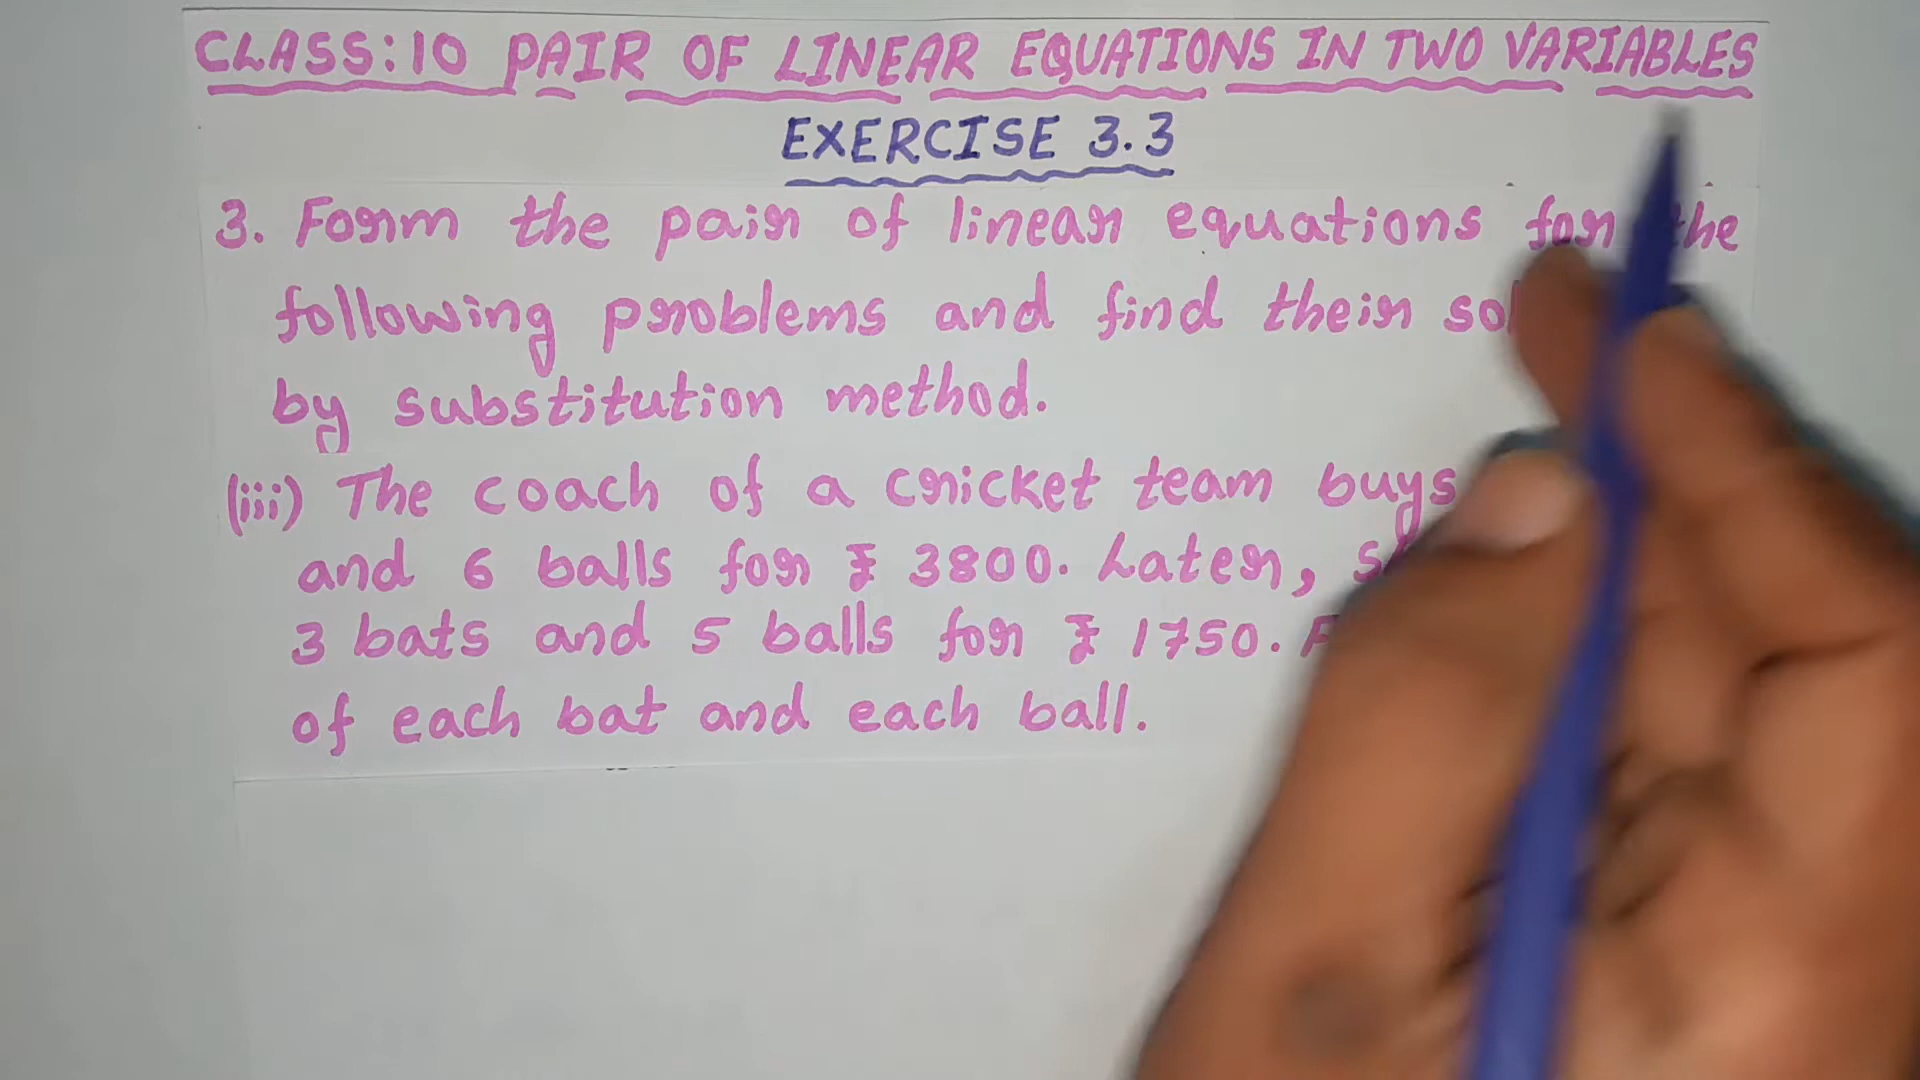 CLASS:10 PAIR OF LINEAR EQUATIONS IN TWO VARIABLES
EXERCISE 3.3
3. Form the pair of linear equations for the
following problems and find their
by substitution method.
(iii) The coach of a cricket team buys
and 6 balls for ₹ 3800. Later,
3 bats and 5 balls for ₹ 1750.
of each bat and each ball.